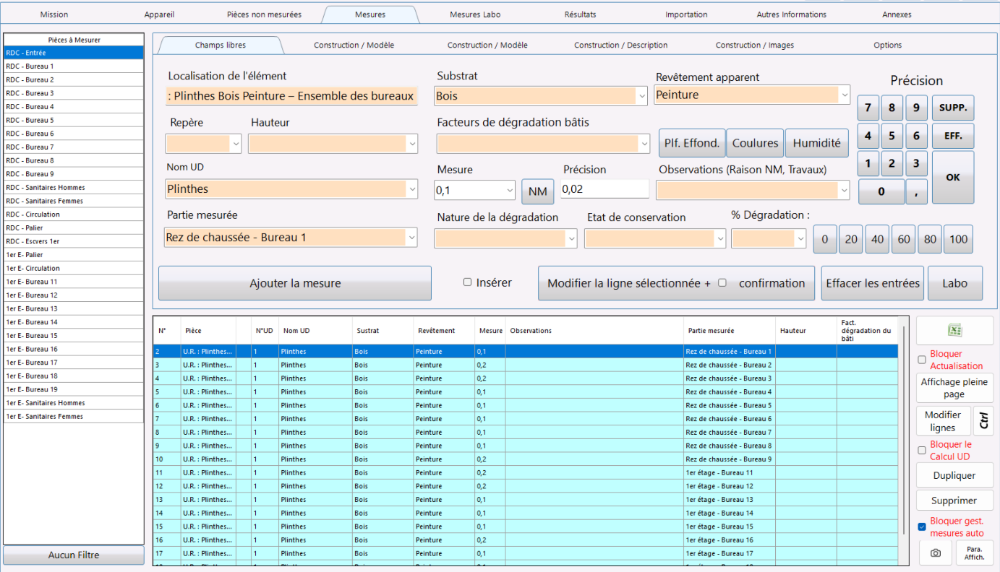 Mission Appareil Pièces non mesurées Mesures Mesures Labo Résultats Importation Autres Informations Annexes
Pièces à Mesurer
RDC - Entrée
RDC - Bureau 1
RDC - Bureau 2
RDC - Bureau 3
RDC - Bureau 4
RDC - Bureau 5
RDC - Bureau 6
RDC - Bureau 7
RDC - Bureau 8
RDC - Bureau 9
RDC - Sanitaires Hommes
RDC - Sanitaires Femmes
RDC - Circulation
RDC - Palier
RDC - Escvers 1er
1er E- Palier
1er E- Circulation
1er E- Bureau 11
1er E- Bureau 12
1er E- Bureau 13
1er E- Bureau 14
1er E- Bureau 15
1er E- Bureau 16
1er E- Bureau 17
1er E- Bureau 18
1er E- Bureau 19
1er E- Sanitaires Hommes
1er E- Sanitaires Femmes
Aucun Filtre
Champs libres Construction / Modèle Construction / Modèle Construction / Description Construction / Images Options
Localisation de l'élément Substrat Revêtement apparent Précision
: Plinthes Bois Peinture – Ensemble des bureaux Bois Peinture
7 8 9 SUPP.
Repère Hauteur Facteurs de dégradation bâtis
Plf. Effond. Coulures Humidité 4 5 6 EFF.
Nom UD Mesure Précision Observations (Raison NM, Travaux) 1 2 3 OK
Plinthes 0,1 NM 0,02 0 ,
Partie mesurée Nature de la dégradation Etat de conservation % Dégradation :
Rez de chaussée - Bureau 1 0 20 40 60 80 100
Ajouter la mesure Insérer Modifier la ligne sélectionnée + confirmation Effacer les entrées Labo
N° Pièce N°UD Nom UD Sustrat Revêtement Mesure Observations Partie mesurée Hauteur Fact. dégradation du bâti
2 U.R. : Plinthes... 1 Plinthes Bois Peinture 0,1 Rez de chaussée - Bureau 1
3 U.R. : Plinthes... 1 Plinthes Bois Peinture 0,2 Rez de chaussée - Bureau 2
4 U.R. : Plinthes... 1 Plinthes Bois Peinture 0,2 Rez de chaussée - Bureau 3
5 U.R. : Plinthes... 1 Plinthes Bois Peinture 0,1 Rez de chaussée - Bureau 4
6 U.R. : Plinthes... 1 Plinthes Bois Peinture 0,1 Rez de chaussée - Bureau 5
7 U.R. : Plinthes... 1 Plinthes Bois Peinture 0,1 Rez de chaussée - Bureau 6
8 U.R. : Plinthes... 1 Plinthes Bois Peinture 0,1 Rez de chaussée - Bureau 7
9 U.R. : Plinthes... 1 Plinthes Bois Peinture 0,1 Rez de chaussée - Bureau 8
10 U.R. : Plinthes... 1 Plinthes Bois Peinture 0,2 Rez de chaussée - Bureau 9
11 U.R. : Plinthes... 1 Plinthes Bois Peinture 0,2 1er étage - Bureau 11
12 U.R. : Plinthes... 1 Plinthes Bois Peinture 0,2 1er étage - Bureau 12
13 U.R. : Plinthes... 1 Plinthes Bois Peinture 0,1 1er étage - Bureau 13
14 U.R. : Plinthes... 1 Plinthes Bois Peinture 0,1 1er étage - Bureau 14
15 U.R. : Plinthes... 1 Plinthes Bois Peinture 0,1 1er étage - Bureau 15
16 U.R. : Plinthes... 1 Plinthes Bois Peinture 0,2 1er étage - Bureau 16
17 U.R. : Plinthes... 1 Plinthes Bois Peinture 0,1 1er étage - Bureau 17
Bloquer
Actualisation
Affichage pleine
page
Modifier
lignes
Ctrl
Bloquer le
Calcul UD
Dupliquer
Supprimer
Bloquer gest.
mesures auto
Para.
Affich.